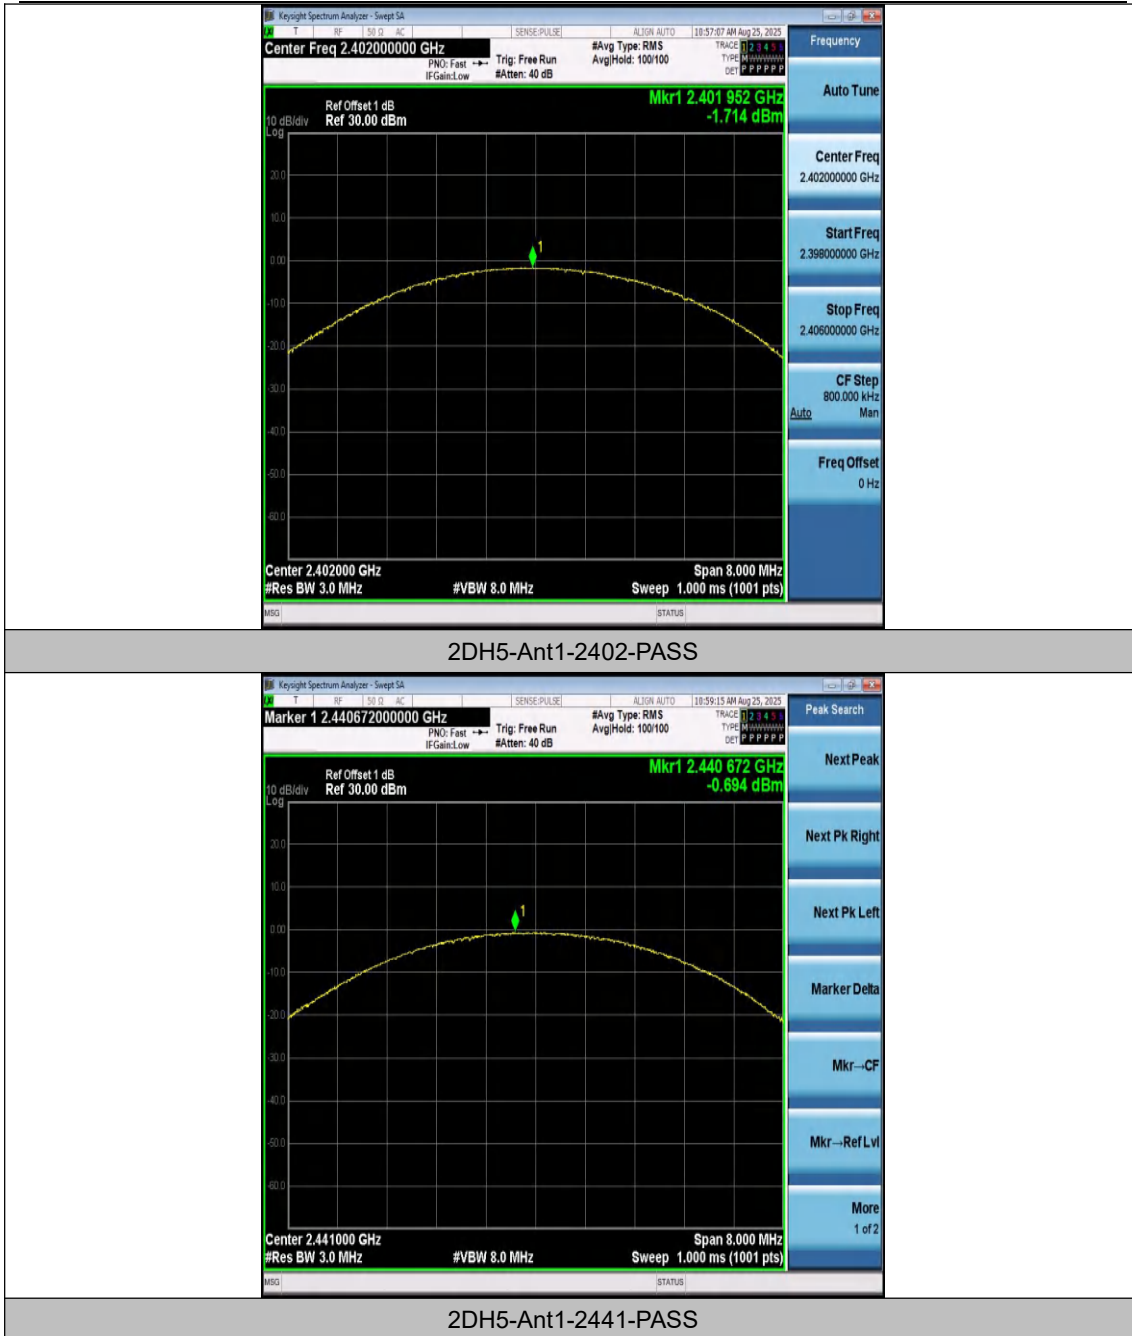 Keysight Spectrum Analyzer - Swept SA
T RF 50 Ω AC SENSE:PULSE ALIGN AUTO 10:57:07 AM Aug 25, 2025
Center Freq 2.402000000 GHz
PNO: Fast
IFGain:Low
Trig: Free Run
#Atten: 40 dB
#Avg Type: RMS
Avg|Hold: 100/100
TRACE 1 2 3 4 5 6
TYPE M
DET P P P P P P
Frequency
Auto Tune
Center Freq
2.402000000 GHz
Start Freq
2.398000000 GHz
Stop Freq
2.406000000 GHz
CF Step
800.000 kHz
Auto Man
Freq Offset
0 Hz
Mkr1 2.401 952 GHz
-1.714 dBm
Ref Offset 1 dB
10 dB/div Ref 30.00 dBm
Log
20.0
10.0
0.00
-10.0
-20.0
-30.0
-40.0
-50.0
-60.0
1
Center 2.402000 GHz Span 8.000 MHz
#Res BW 3.0 MHz #VBW 8.0 MHz Sweep 1.000 ms (1001 pts)
MSG STATUS
2DH5-Ant1-2402-PASS
Keysight Spectrum Analyzer - Swept SA
T RF 50 Ω AC SENSE:PULSE ALIGN AUTO 10:59:15 AM Aug 25, 2025
Marker 1 2.440672000000 GHz
PNO: Fast
IFGain:Low
Trig: Free Run
#Atten: 40 dB
#Avg Type: RMS
Avg|Hold: 100/100
TRACE 1 2 3 4 5 6
TYPE M
DET P P P P P P
Peak Search
Next Peak
Next Pk Right
Next Pk Left
Marker Delta
Mkr→CF
Mkr→Ref Lvl
More
1 of 2
Mkr1 2.440 672 GHz
-0.694 dBm
Ref Offset 1 dB
10 dB/div Ref 30.00 dBm
Log
20.0
10.0
0.00
-10.0
-20.0
-30.0
-40.0
-50.0
-60.0
1
Center 2.441000 GHz Span 8.000 MHz
#Res BW 3.0 MHz #VBW 8.0 MHz Sweep 1.000 ms (1001 pts)
MSG STATUS
2DH5-Ant1-2441-PASS